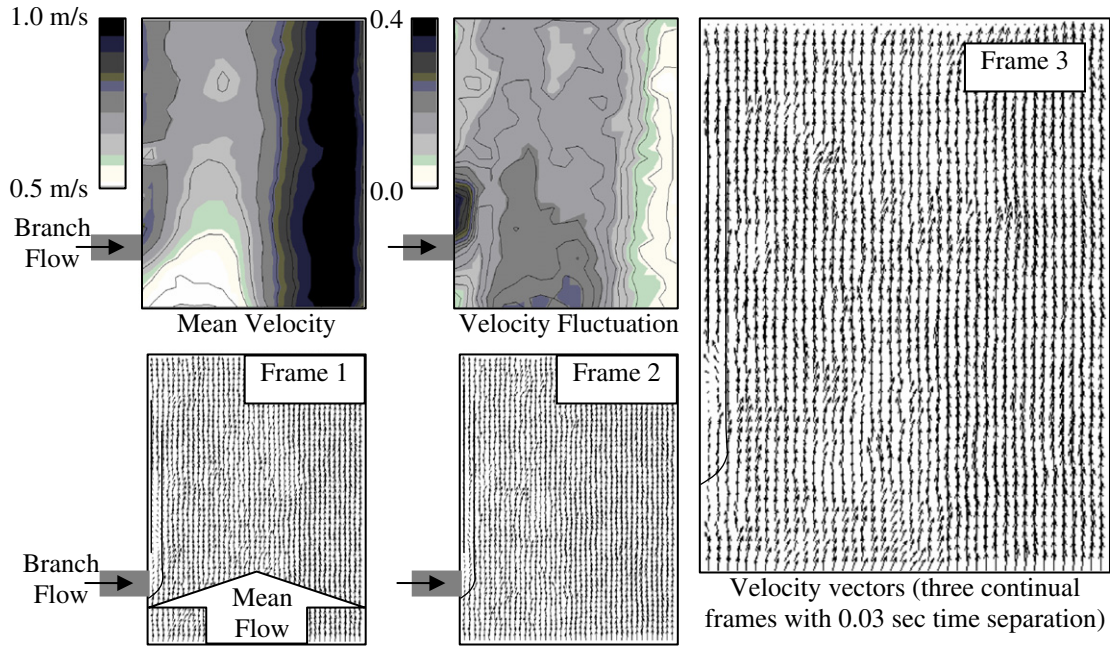 1.0 m/s
0.5 m/s
Branch
Flow
0.4
0.0
Mean Velocity
Velocity Fluctuation
Frame 1
Frame 2
Frame 3
Branch
Flow
Mean
Flow
Velocity vectors (three continual
frames with 0.03 sec time separation)